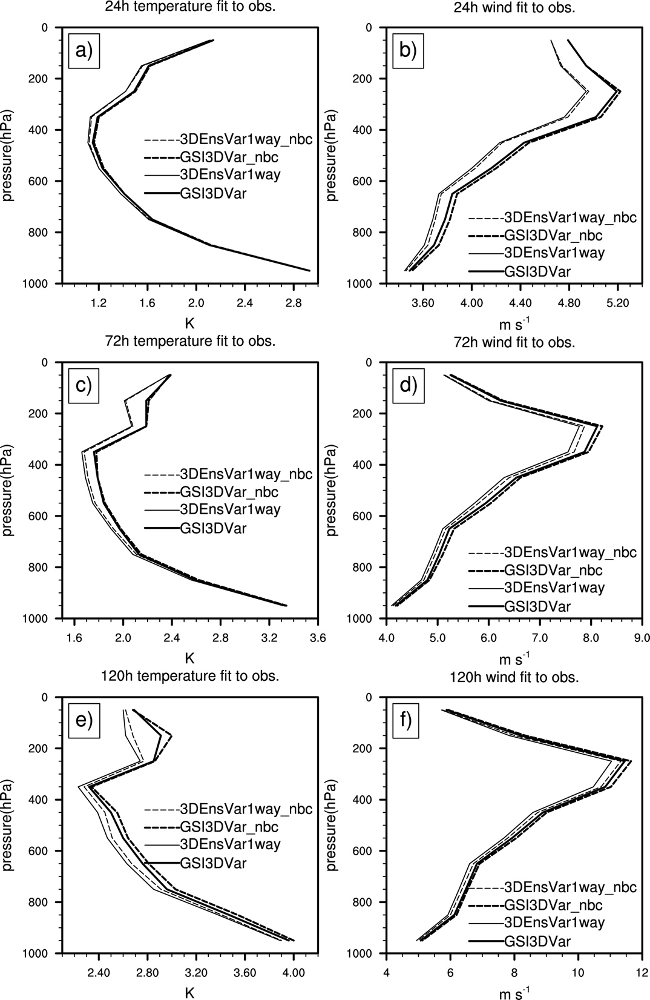 24h temperature fit to obs.
a)
0
200
400
600
800
1000
pressure(hPa)
3DEnsVar1way_nbc
GSI3DVar_nbc
3DEnsVar1way
GSI3DVar
1.2 1.6 2.0 2.4 2.8
K
24h wind fit to obs.
b)
0
200
400
600
800
1000
pressure(hPa)
3DEnsVar1way_nbc
GSI3DVar_nbc
3DEnsVar1way
GSI3DVar
3.60 4.00 4.40 4.80 5.20
m s-1
72h temperature fit to obs.
c)
0
200
400
600
800
1000
pressure(hPa)
3DEnsVar1way_nbc
GSI3DVar_nbc
3DEnsVar1way
GSI3DVar
1.6 2.0 2.4 2.8 3.2 3.6
K
72h wind fit to obs.
d)
0
200
400
600
800
1000
pressure(hPa)
3DEnsVar1way_nbc
GSI3DVar_nbc
3DEnsVar1way
GSI3DVar
4.0 5.0 6.0 7.0 8.0 9.0
m s-1
120h temperature fit to obs.
e)
0
200
400
600
800
1000
pressure(hPa)
3DEnsVar1way_nbc
GSI3DVar_nbc
3DEnsVar1way
GSI3DVar
2.40 2.80 3.20 3.60 4.00
K
120h wind fit to obs.
f)
0
200
400
600
800
1000
pressure(hPa)
3DEnsVar1way_nbc
GSI3DVar_nbc
3DEnsVar1way
GSI3DVar
4 6 8 10 12
m s-1